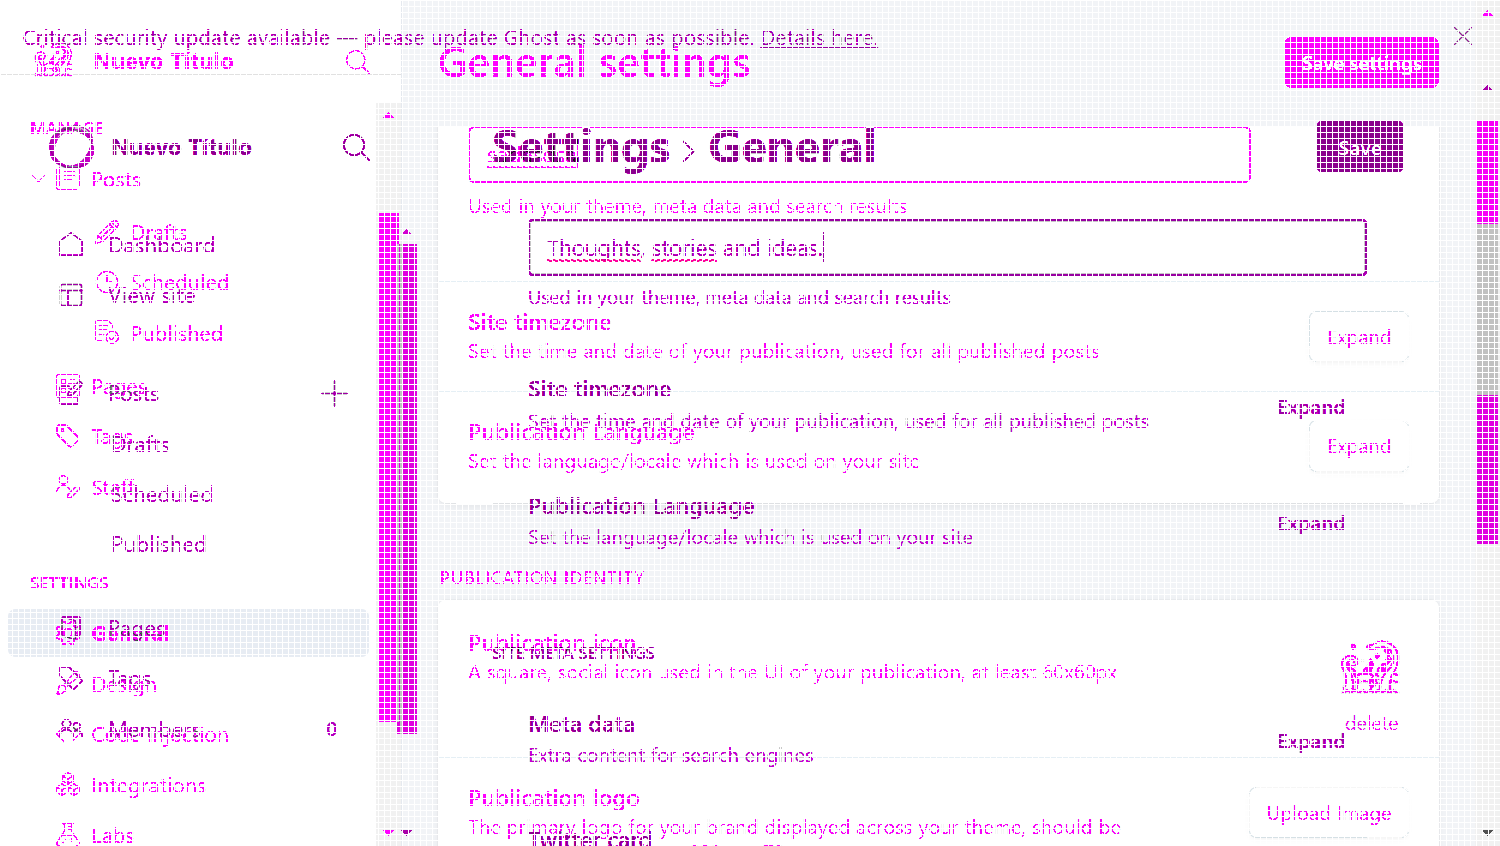 Critical security update available — please update Ghost as soon as possible. Details here.
Nuevo Título
General settings
Save settings
MANAGE
Nuevo Título
Settings › General
Save
Posts
Used in your theme, meta data and search results
Drafts
Dashboard
Thoughts, stories and ideas.
Scheduled
View site
Used in your theme, meta data and search results
Published
Site timezone
Expand
Set the time and date of your publication, used for all published posts
Pages
Posts
Site timezone
Expand
Set the time and date of your publication, used for all published posts
Tags
Drafts
Publication Language
Expand
Set the language/locale which is used on your site
Staff
Scheduled
Publication Language
Expand
Set the language/locale which is used on your site
Published
PUBLICATION IDENTITY
SETTINGS
General
Pages
Publication icon
SITE META SETTINGS
A square, social icon used in the UI of your publication, at least 60x60px
Tags
Design
delete
Members
0
Code injection
Meta data
Expand
Extra content for search engines
Integrations
Publication logo
Upload Image
The primary logo for your brand displayed across your theme, should be
Labs
Twitter card